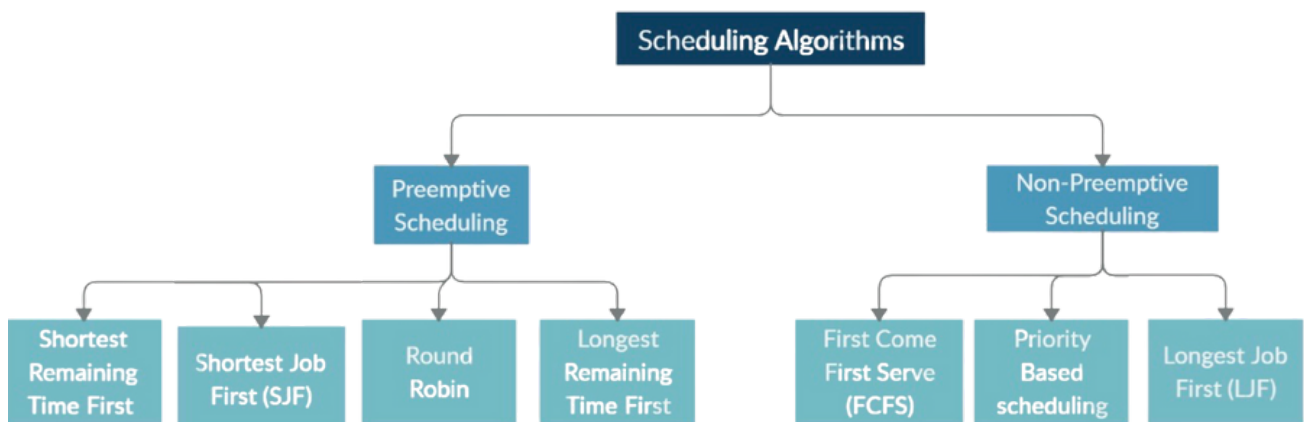 Scheduling Algorithms
Preemptive
Scheduling
Non-Preemptive
Scheduling
Shortest
Remaining
Time First
Shortest Job
First (SJF)
Round
Robin
Longest
Remaining
Time First
First Come
First Serve
(FCFS)
Priority
Based
scheduling
Longest Job
First (LJF)